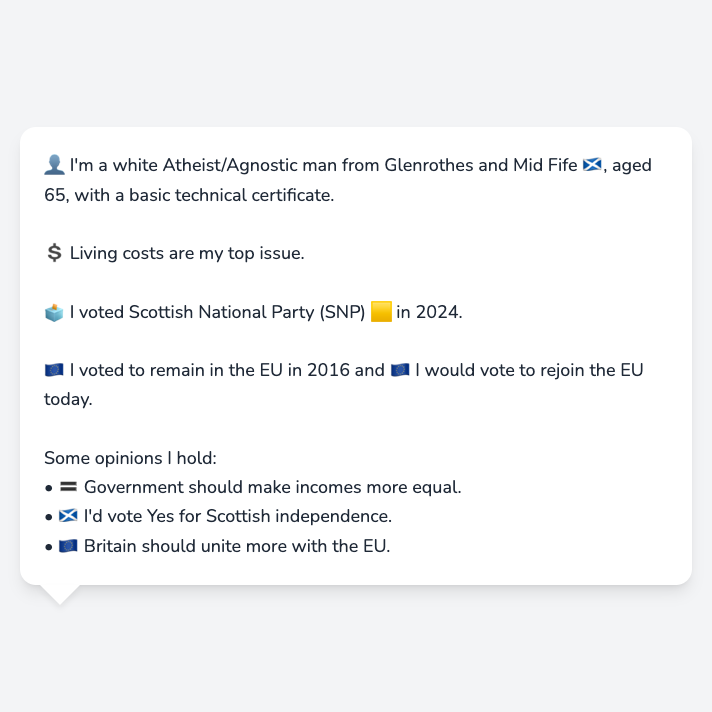 👤 I'm a white Atheist/Agnostic man from Glenrothes and Mid Fife 🏴󠁧󠁢󠁳󠁣󠁴󠁿, aged
65, with a basic technical certificate.
💲 Living costs are my top issue.
🗳️ I voted Scottish National Party (SNP) 🟨 in 2024.
🇪🇺 I voted to remain in the EU in 2016 and 🇪🇺 I would vote to rejoin the EU
today.
Some opinions I hold:
• 🟰 Government should make incomes more equal.
• 🏴󠁧󠁢󠁳󠁣󠁴󠁿 I'd vote Yes for Scottish independence.
• 🇪🇺 Britain should unite more with the EU.